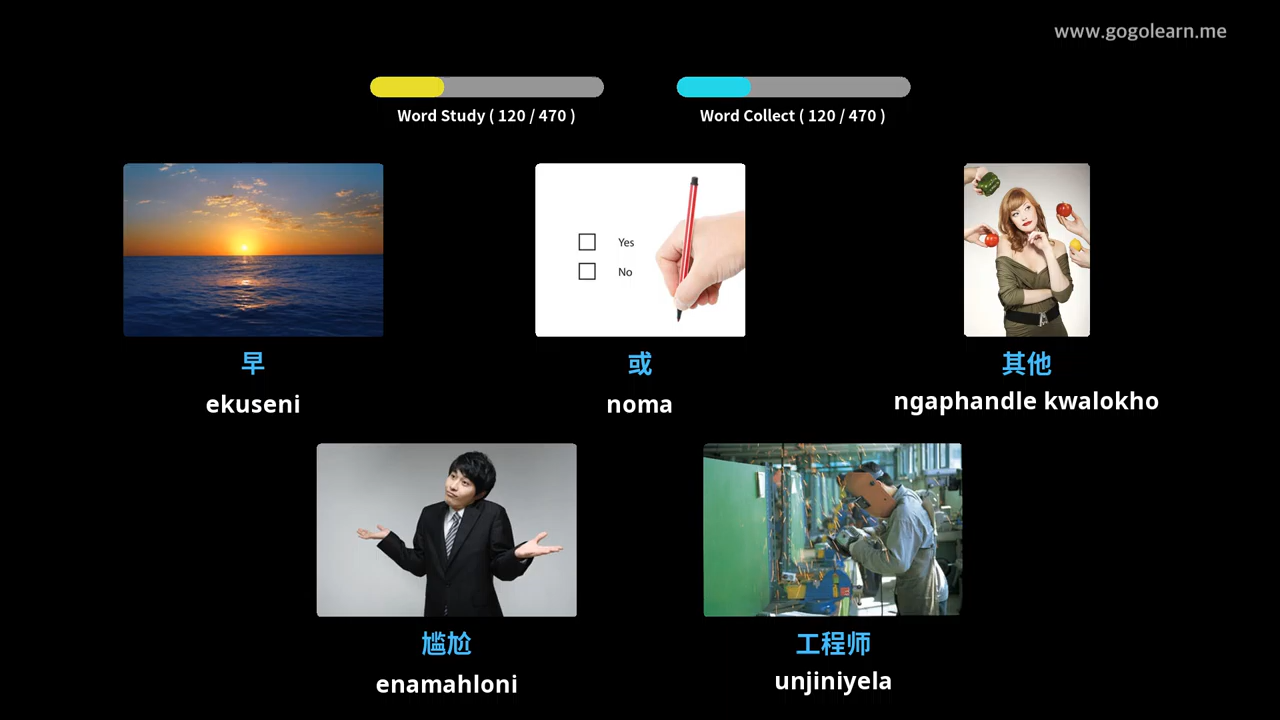 www.gogolearn.me
Word Study ( 120 / 470 )
Word Collect ( 120 / 470 )
Yes
No
早
ekuseni
或
noma
其他
ngaphandle kwalokho
尴尬
enamahloni
工程师
unjiniyela